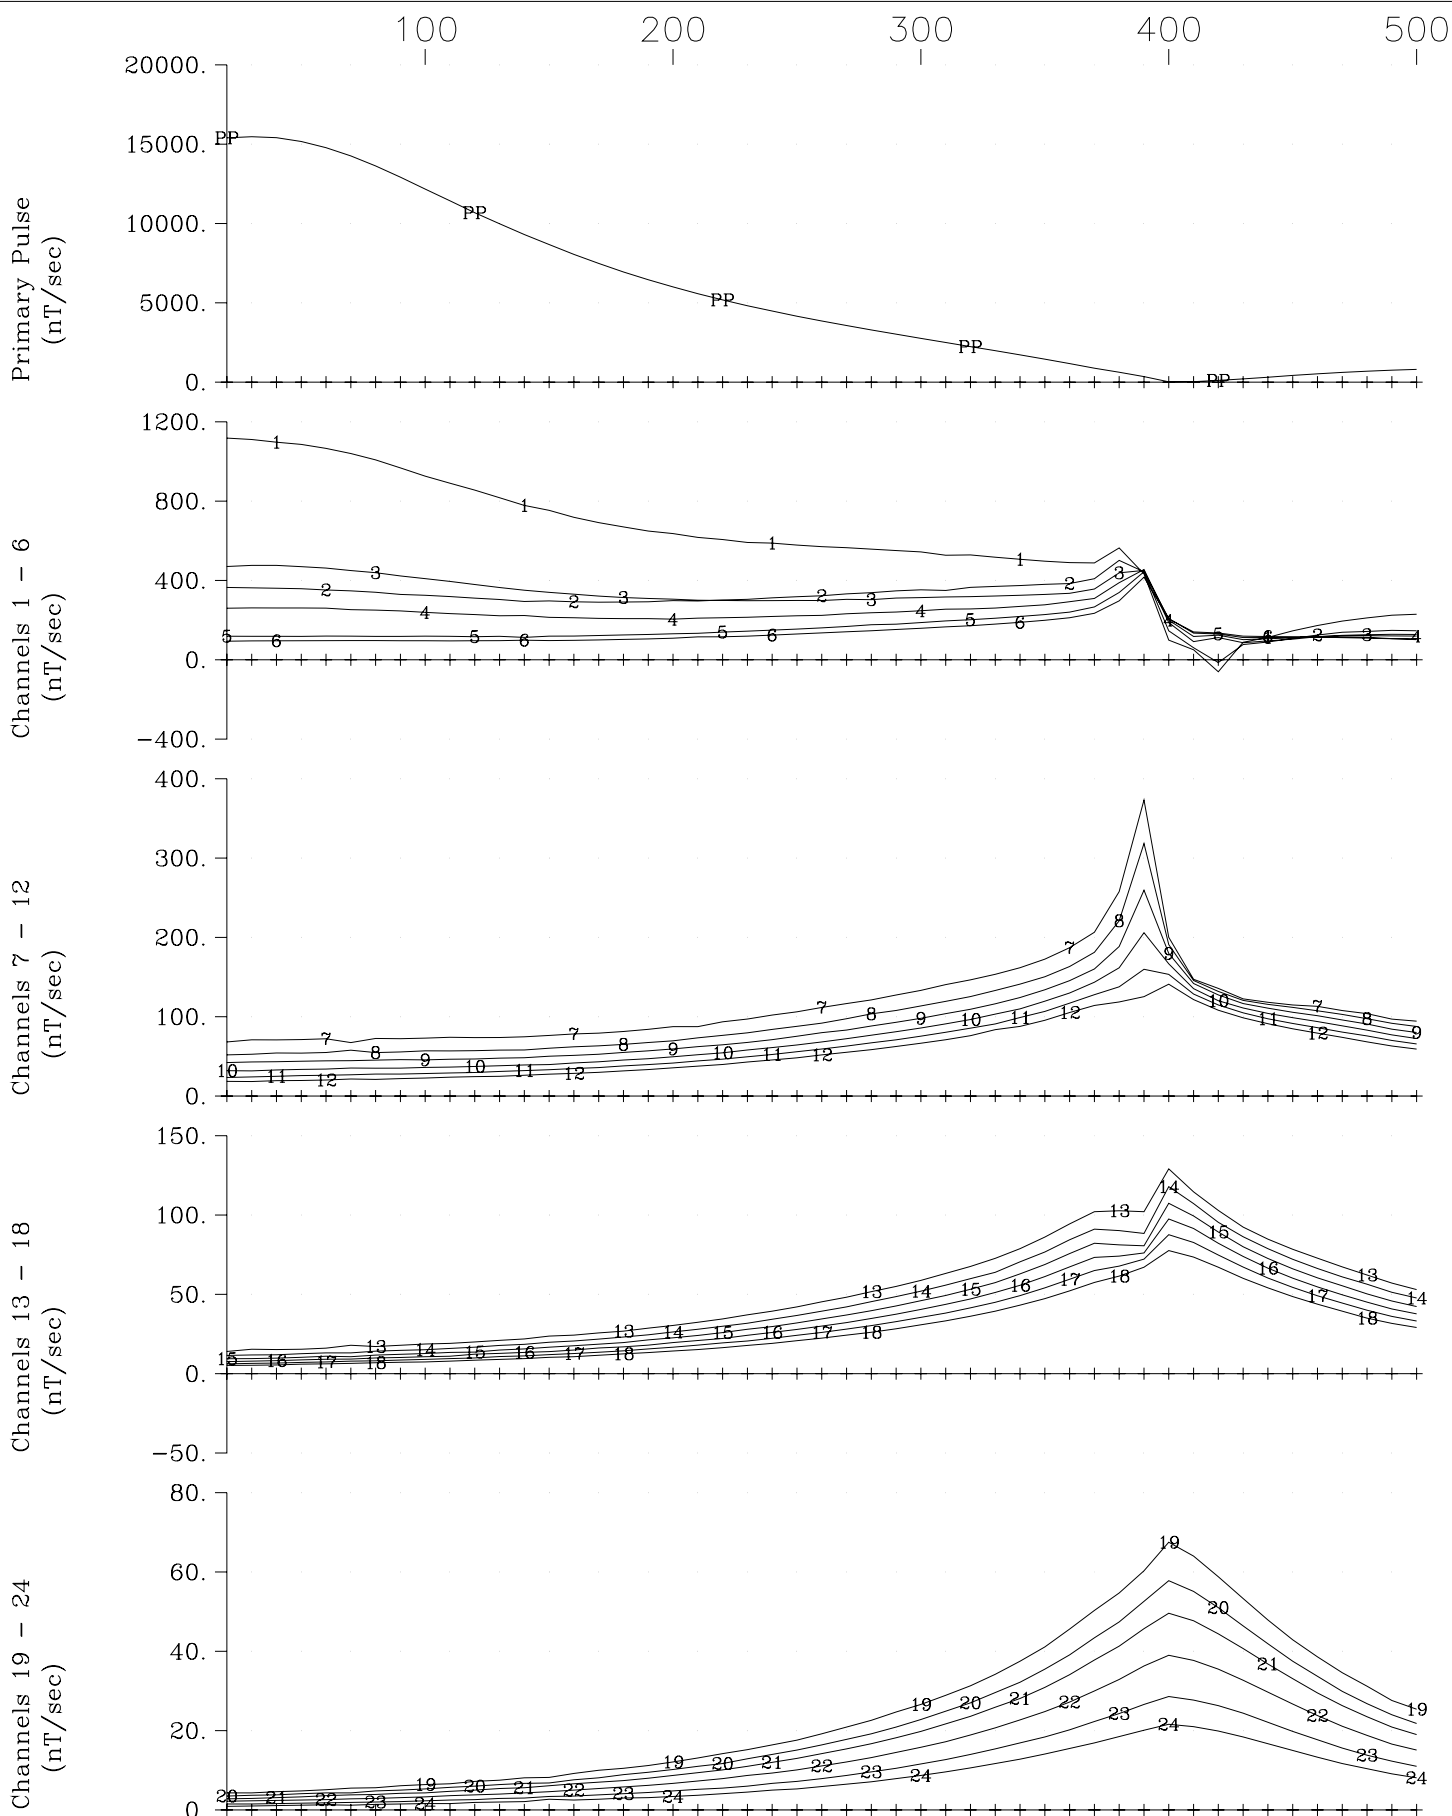 100 200 300 400 500
20000.
15000.
10000.
5000.
0.
Primary Pulse
(nT/sec)
PP PP PP PP PP
1200.
800.
400.
0.
-400.
Channels 1 - 6
(nT/sec)
1 1 1 1
3 3 3 3 3
2 2 2 2 2
4 4 4 4 4
5 5 5 5 5
6 6 6 6 6
400.
300.
200.
100.
0.
Channels 7 - 12
(nT/sec)
7 7 7 7 7
8 8 8 8 8
9 9 9 9 9
10 10 10 10 10
11 11 11 11 11
12 12 12 12 12
150.
100.
50.
0.
-50.
Channels 13 - 18
(nT/sec)
13 13 13 13 13
14 14 14 14 14
15 15 15 15 15
16 16 16 16 16
17 17 17 17 17
18 18 18 18 18
80.
60.
40.
20.
0.
Channels 19 - 24
(nT/sec)
19 19 19 19 19
20 20 20 20 20
21 21 21 21 21
22 22 22 22 22
23 23 23 23 23
24 24 24 24 24